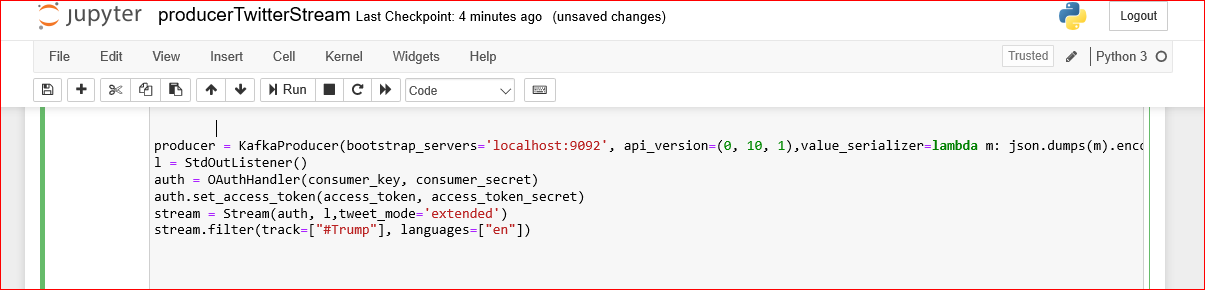 jupyter producerTwitterStream Last Checkpoint: 4 minutes ago (unsaved changes) Logout
File Edit View Insert Cell Kernel Widgets Help Trusted Python 3
Run Code
producer = KafkaProducer(bootstrap_servers='localhost:9092', api_version=(0, 10, 1),value_serializer=lambda m: json.dumps(m).enco
l = StdOutListener()
auth = OAuthHandler(consumer_key, consumer_secret)
auth.set_access_token(access_token, access_token_secret)
stream = Stream(auth, l,tweet_mode='extended')
stream.filter(track=["#Trump"], languages=["en"])